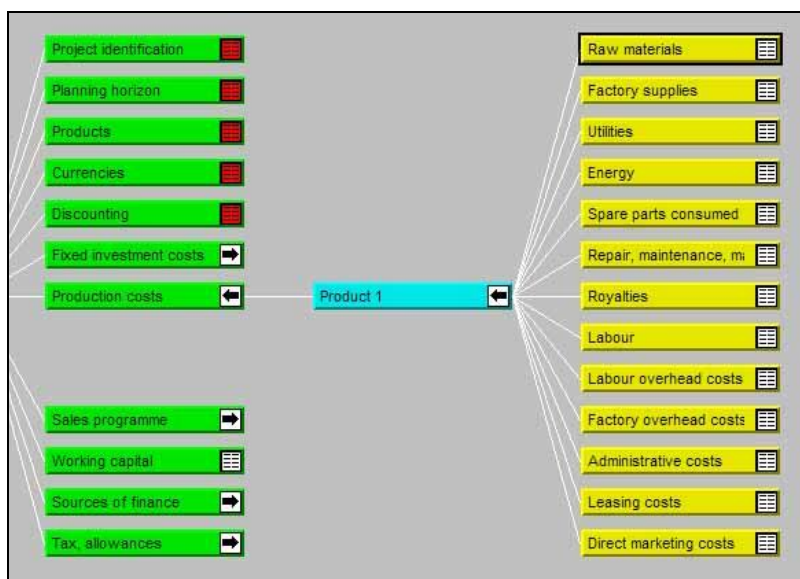 Project identification
Planning horizon
Products
Currencies
Discounting
Fixed investment costs
Production costs
Sales programme
Working capital
Sources of finance
Tax, allowances
Product 1
Raw materials
Factory supplies
Utilities
Energy
Spare parts consumed
Repair, maintenance,
Royalties
Labour
Labour overhead costs
Factory overhead costs
Administrative costs
Leasing costs
Direct marketing costs